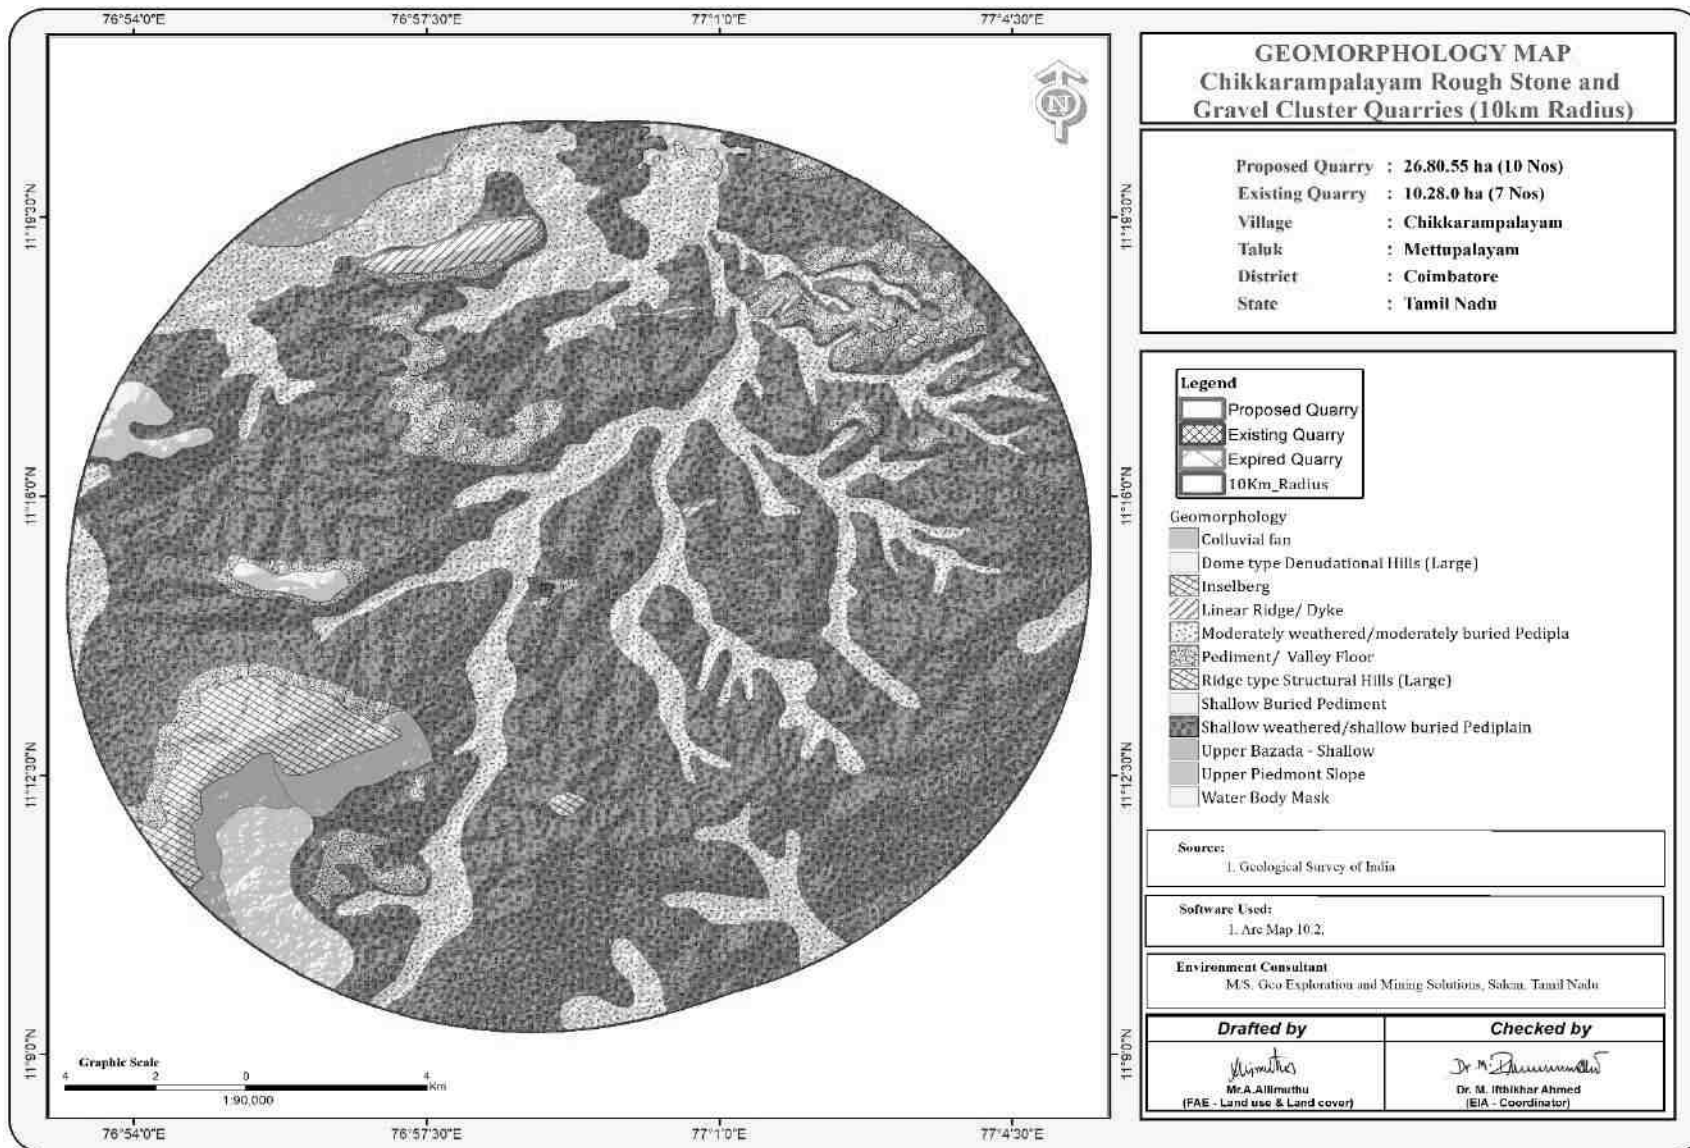 76°54'0"E 76°57'30"E 77°1'0"E 77°4'30"E
GEOMORPHOLOGY MAP
Chikkarampalayam Rough Stone and
Gravel Cluster Quarries (10km Radius)
N
Proposed Quarry : 26.80.55 ha (10 Nos)
Existing Quarry : 10.28.0 ha (7 Nos)
Village : Chikkarampalayam
Taluk : Mettupalayam
District : Coimbatore
State : Tamil Nadu
11°19'30"N 11°19'30"N
11°16'0"N 11°16'0"N
11°12'30"N 11°12'30"N
11°9'0"N 11°9'0"N
Legend
Proposed Quarry
Existing Quarry
Expired Quarry
10Km_Radius
Geomorphology
Colluvial fan
Dome type Denudational Hills (Large)
Inselberg
Linear Ridge/ Dyke
Moderately weathered/moderately buried Pedipla
Pediment/ Valley Floor
Ridge type Structural Hills (Large)
Shallow Buried Pediment
Shallow weathered/shallow buried Pediplain
Upper Bazada - Shallow
Upper Piedmont Slope
Water Body Mask
Source:
1. Geological Survey of India
Software Used:
1. Arc Map 10.2.
Environment Consultant
M/S. Geo Exploration and Mining Solutions, Salem, Tamil Nadu
Drafted by Checked by
Mr.A.Allimuthu
(FAE - Land use & Land cover)
Dr. M. Ifthikhar Ahmed
(EIA - Coordinator)
Graphic Scale
4 2 0 4
Km
1:90,000
76°54'0"E 76°57'30"E 77°1'0"E 77°4'30"E